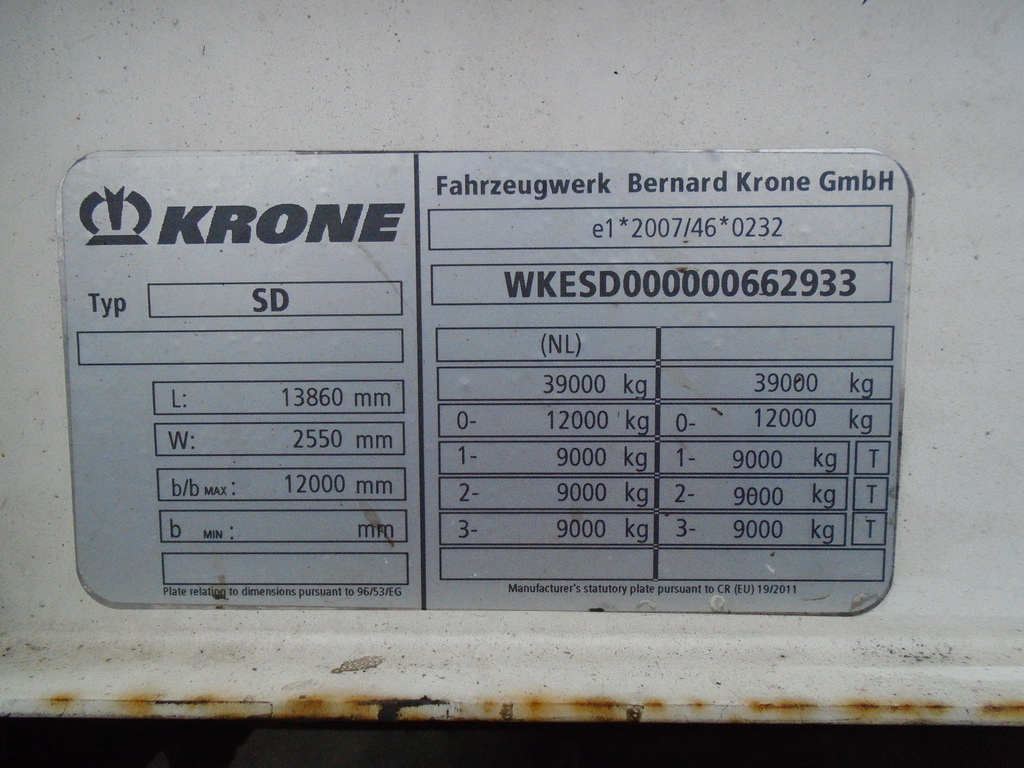 KRONE
Typ SD
L: 13860 mm
W: 2550 mm
b/b MAX: 12000 mm
b MIN: mm
Plate relating to dimensions pursuant to 96/53/EG
Fahrzeugwerk Bernard Krone GmbH
e1*2007/46*0232
WKESD000000662933
(NL)
39000 kg 39000 kg
0- 12000 kg 0- 12000 kg
1- 9000 kg 1- 9000 kg T
2- 9000 kg 2- 9000 kg T
3- 9000 kg 3- 9000 kg T
Manufacturer's statutory plate pursuant to CR (EU) 19/2011